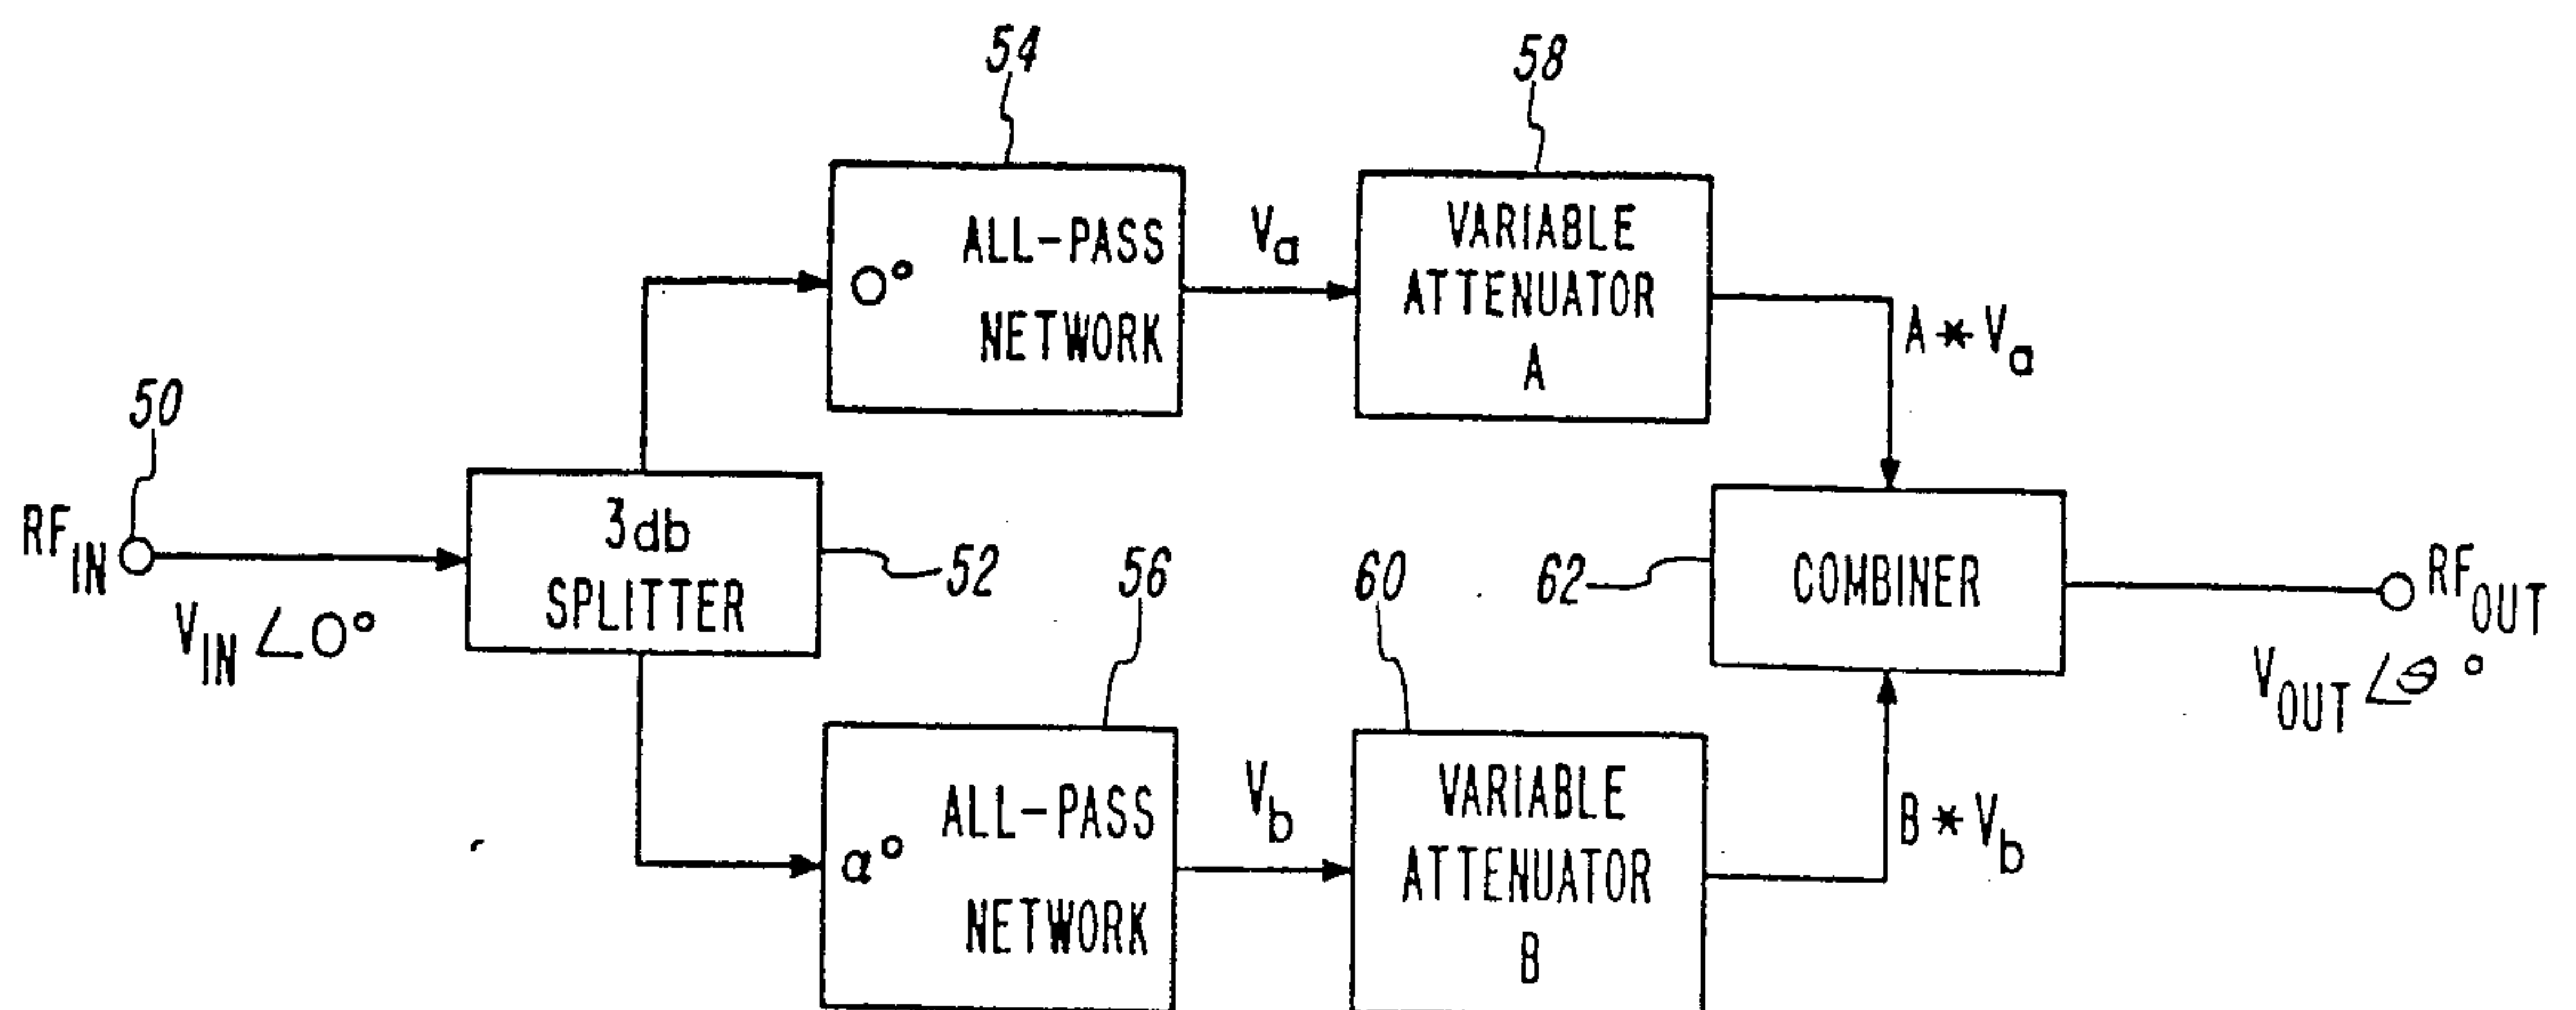 54
58
ALL-PASS
0°
NETWORK
Va
VARIABLE
ATTENUATOR
A
A*Va
50
RFIN
VIN ∠0°
3db
SPLITTER
52
56
60
62
COMBINER
RFOUT
VOUT ∠θ°
ALL-PASS
α°
NETWORK
Vb
VARIABLE
ATTENUATOR
B
B*Vb